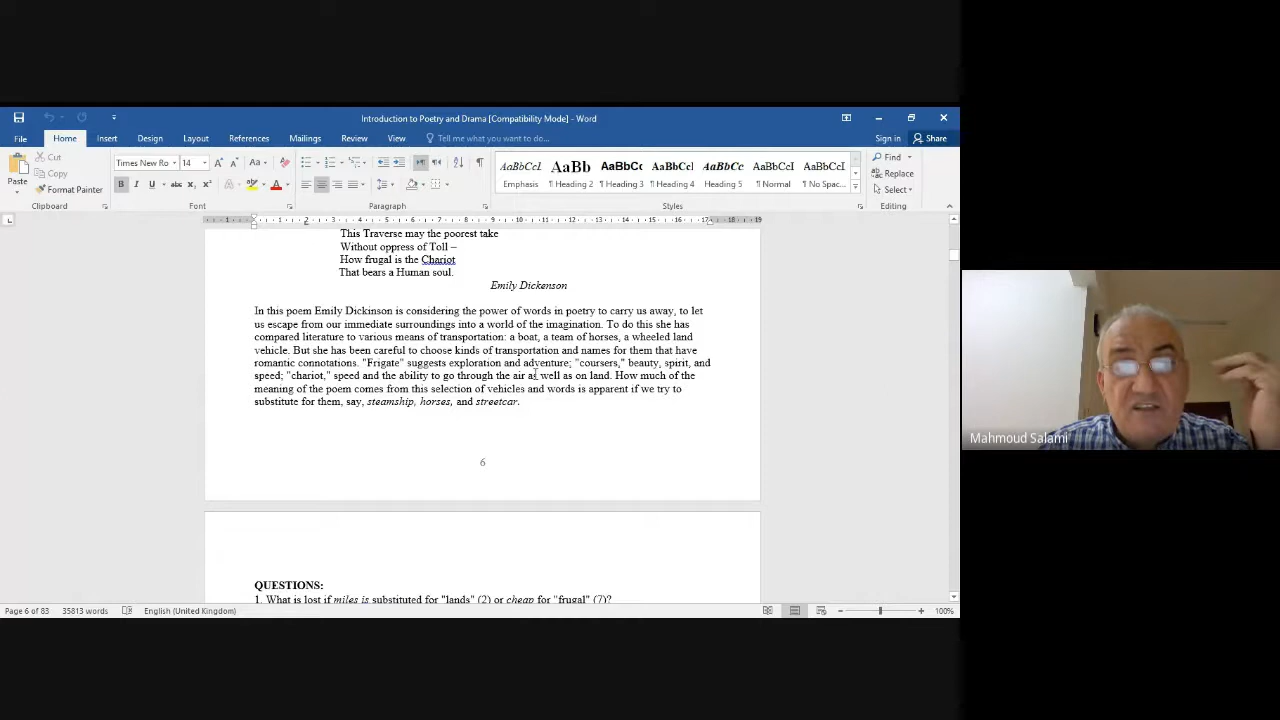 Introduction to Poetry and Drama [Compatibility Mode] - Word
File Home Insert Design Layout References Mailings Review View Tell me what you want to do... Sign in Share
Paste Cut Copy Format Painter
Clipboard
Times New Ro 14
Font
Paragraph
AaBbCcL AaBb AaBbCc AaBbCcI AaBbCc AaBbCcI AaBbCcI
Emphasis ¶ Heading 2 ¶ Heading 3 ¶ Heading 4 Heading 5 ¶ Normal ¶ No Spac...
Styles
Find
Replace
Select
Editing
This Traverse may the poorest take
Without oppress of Toll –
How frugal is the Chariot
That bears a Human soul.
Emily Dickenson
In this poem Emily Dickinson is considering the power of words in poetry to carry us away, to let
us escape from our immediate surroundings into a world of the imagination. To do this she has
compared literature to various means of transportation: a boat, a team of horses, a wheeled land
vehicle. But she has been careful to choose kinds of transportation and names for them that have
romantic connotations. "Frigate" suggests exploration and adventure; "coursers," beauty, spirit, and
speed; "chariot," speed and the ability to go through the air as well as on land. How much of the
meaning of the poem comes from this selection of vehicles and words is apparent if we try to
substitute for them, say, steamship, horses, and streetcar.
6
QUESTIONS:
1. What is lost if miles is substituted for "lands" (2) or cheap for "frugal" (7)?
Page 6 of 83 35813 words English (United Kingdom) 100%
Mahmoud Salami